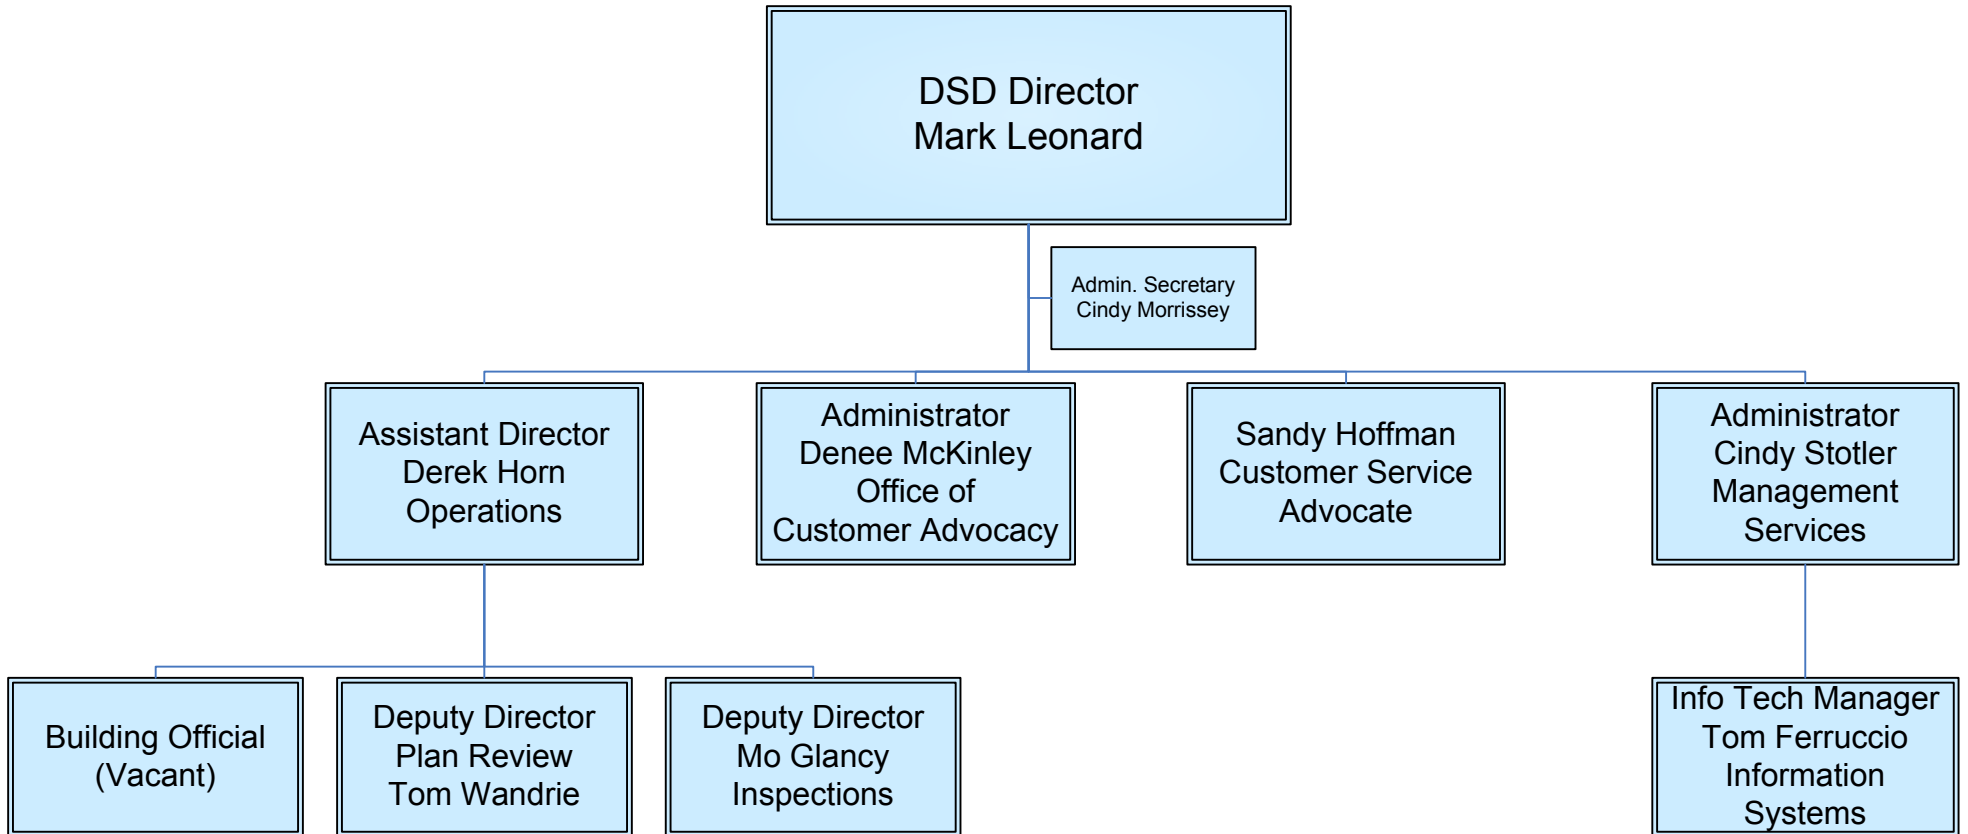 DSD Director
Mark Leonard
Admin. Secretary
Cindy Morrissey
Assistant Director
Derek Horn
Operations
Administrator
Denee McKinley
Office of
Customer Advocacy
Sandy Hoffman
Customer Service
Advocate
Administrator
Cindy Stotler
Management
Services
Building Official
(Vacant)
Deputy Director
Plan Review
Tom Wandrie
Deputy Director
Mo Glancy
Inspections
Info Tech Manager
Tom Ferruccio
Information
Systems